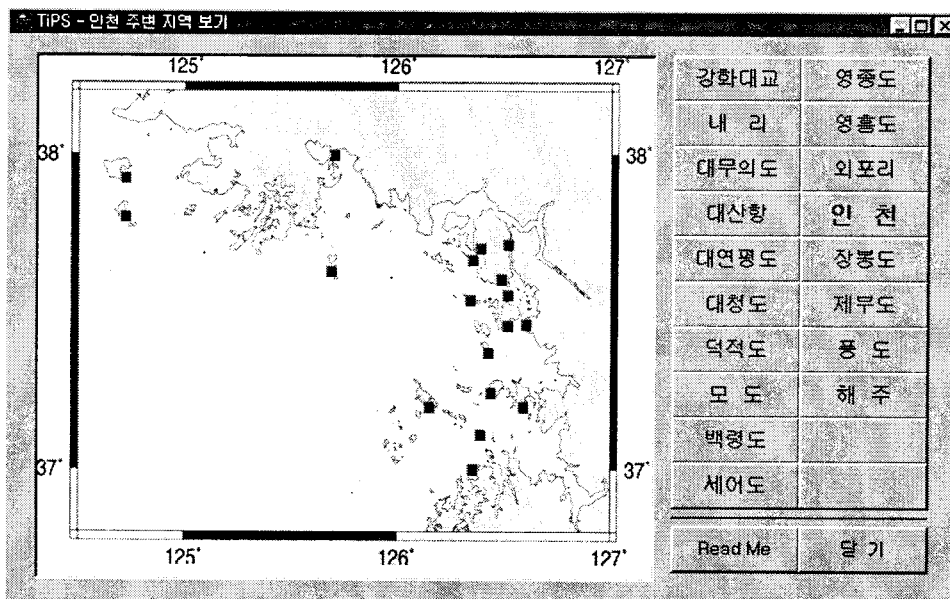 TiPS - 인천 주변 지역 보기
125° 126° 127°
38° 38°
37° 37°
125° 126° 127°
강화대교 영종도
내 리 영흥도
대무의도 외포리
대산항 인 천
대연평도 장봉도
대청도 제부도
덕적도 풍 도
모 도 해 주
백령도
세어도
Read Me 닫 기